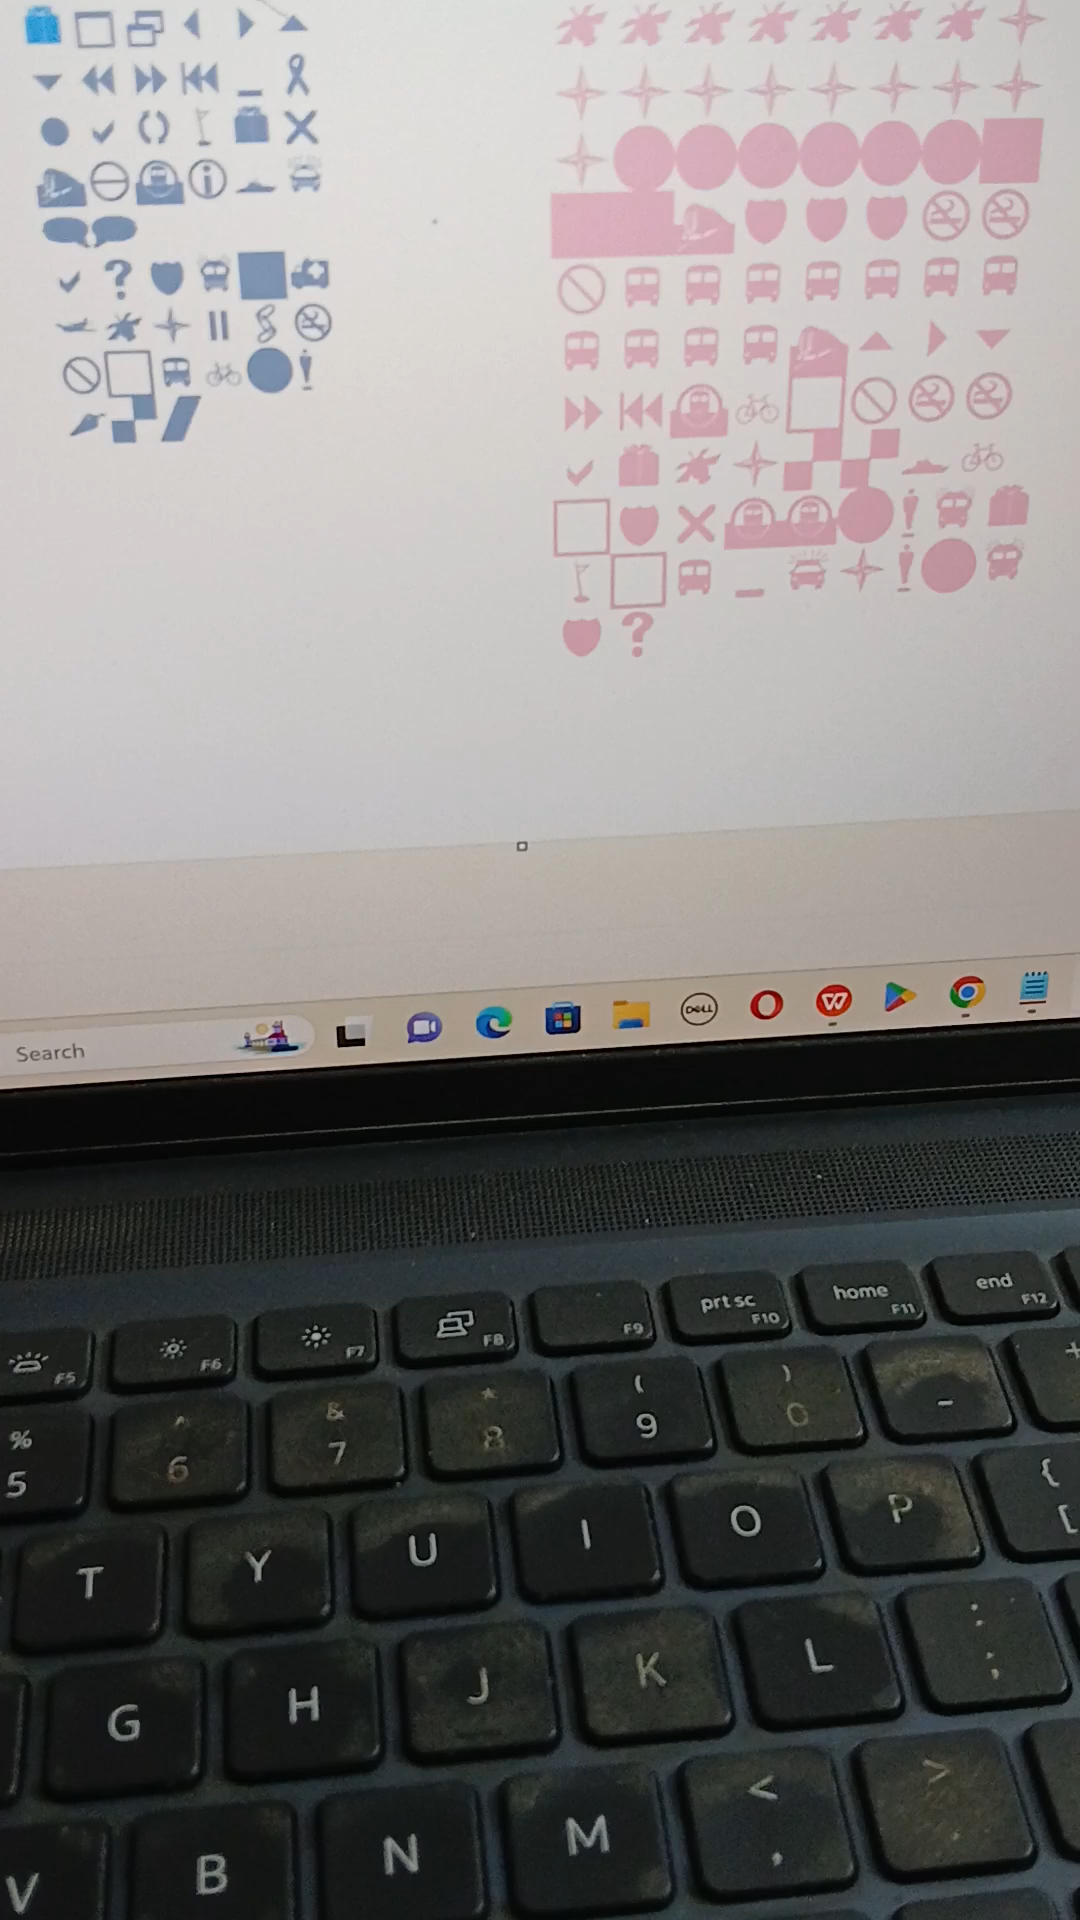 ?
?
Search
DELL
F5 F6 F7 F8 F9 prt sc F10 home F11 end F12
% 5 ^ 6 & 7 * 8 ( 9 ) 0 _ - +
T Y U I O P { [
G H J K L : ;
V B N M < , > .